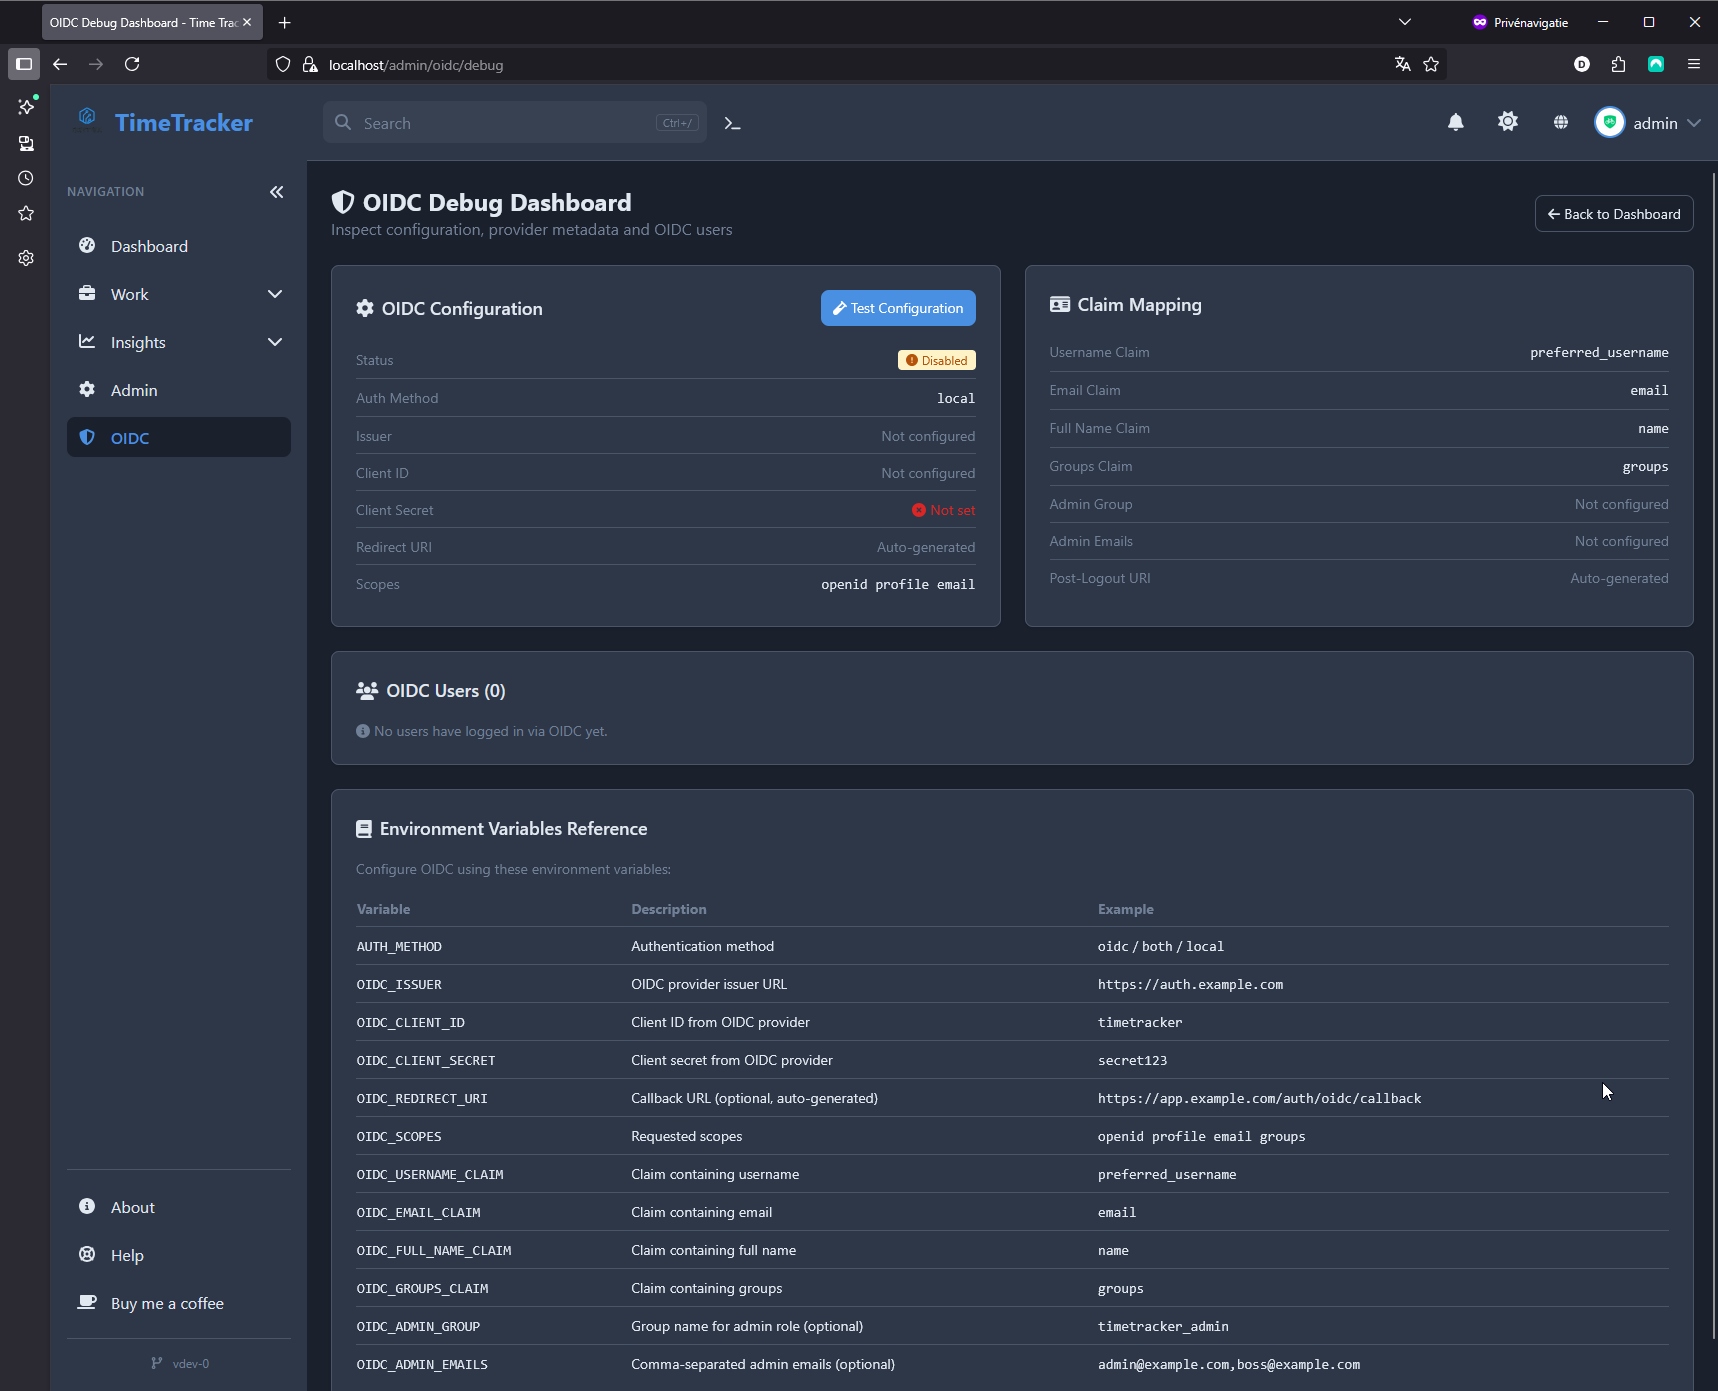 OIDC Debug Dashboard - Time Trac
Privénavigatie
localhost/admin/oidc/debug
TimeTracker
Search
Ctrl+/
admin
NAVIGATION
Dashboard
Work
Insights
Admin
OIDC
About
Help
Buy me a coffee
vdev-0
OIDC Debug Dashboard
Inspect configuration, provider metadata and OIDC users
Back to Dashboard
OIDC Configuration
Test Configuration
Status Disabled
Auth Method local
Issuer Not configured
Client ID Not configured
Client Secret Not set
Redirect URI Auto-generated
Scopes openid profile email
Claim Mapping
Username Claim preferred_username
Email Claim email
Full Name Claim name
Groups Claim groups
Admin Group Not configured
Admin Emails Not configured
Post-Logout URI Auto-generated
OIDC Users (0)
No users have logged in via OIDC yet.
Environment Variables Reference
Configure OIDC using these environment variables:
Variable Description Example
AUTH_METHOD Authentication method oidc / both / local
OIDC_ISSUER OIDC provider issuer URL https://auth.example.com
OIDC_CLIENT_ID Client ID from OIDC provider timetracker
OIDC_CLIENT_SECRET Client secret from OIDC provider secret123
OIDC_REDIRECT_URI Callback URL (optional, auto-generated) https://app.example.com/auth/oidc/callback
OIDC_SCOPES Requested scopes openid profile email groups
OIDC_USERNAME_CLAIM Claim containing username preferred_username
OIDC_EMAIL_CLAIM Claim containing email email
OIDC_FULL_NAME_CLAIM Claim containing full name name
OIDC_GROUPS_CLAIM Claim containing groups groups
OIDC_ADMIN_GROUP Group name for admin role (optional) timetracker_admin
OIDC_ADMIN_EMAILS Comma-separated admin emails (optional) admin@example.com,boss@example.com